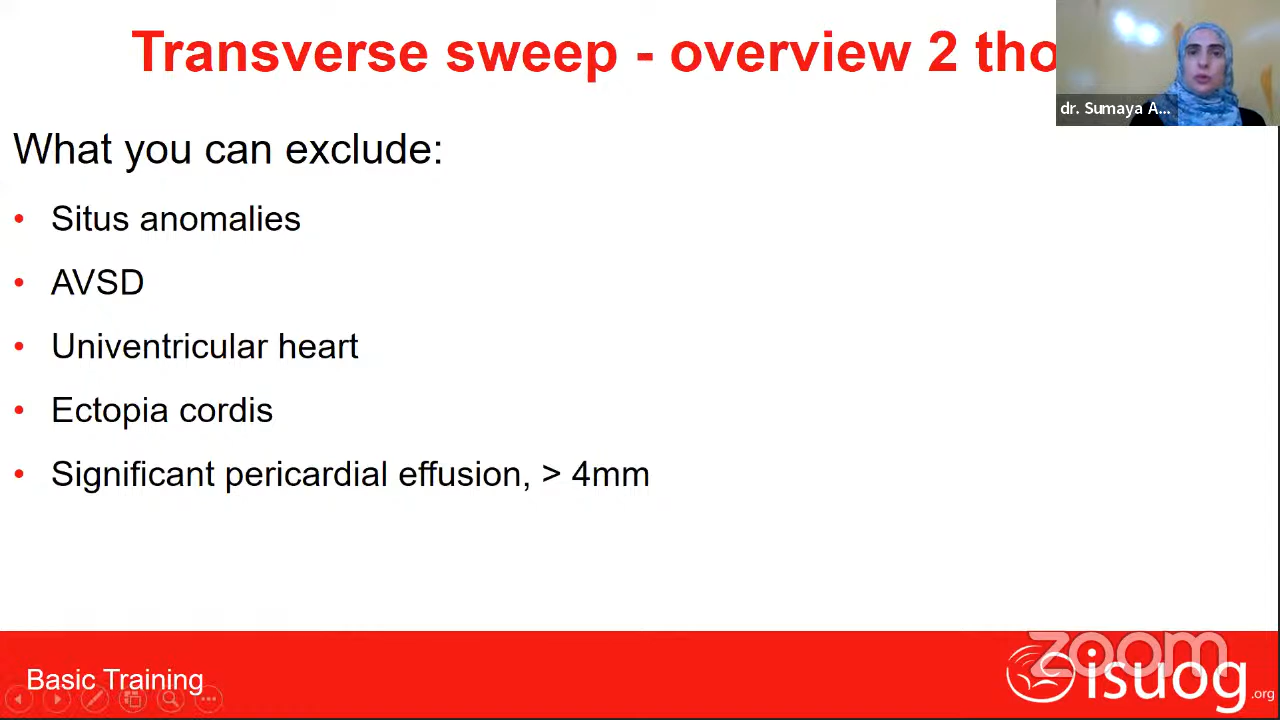 Transverse sweep - overview 2 tho
dr. Sumaya A...
What you can exclude:
• Situs anomalies
• AVSD
• Univentricular heart
• Ectopia cordis
• Significant pericardial effusion, > 4mm
zoom
Basic Training
isuog.org